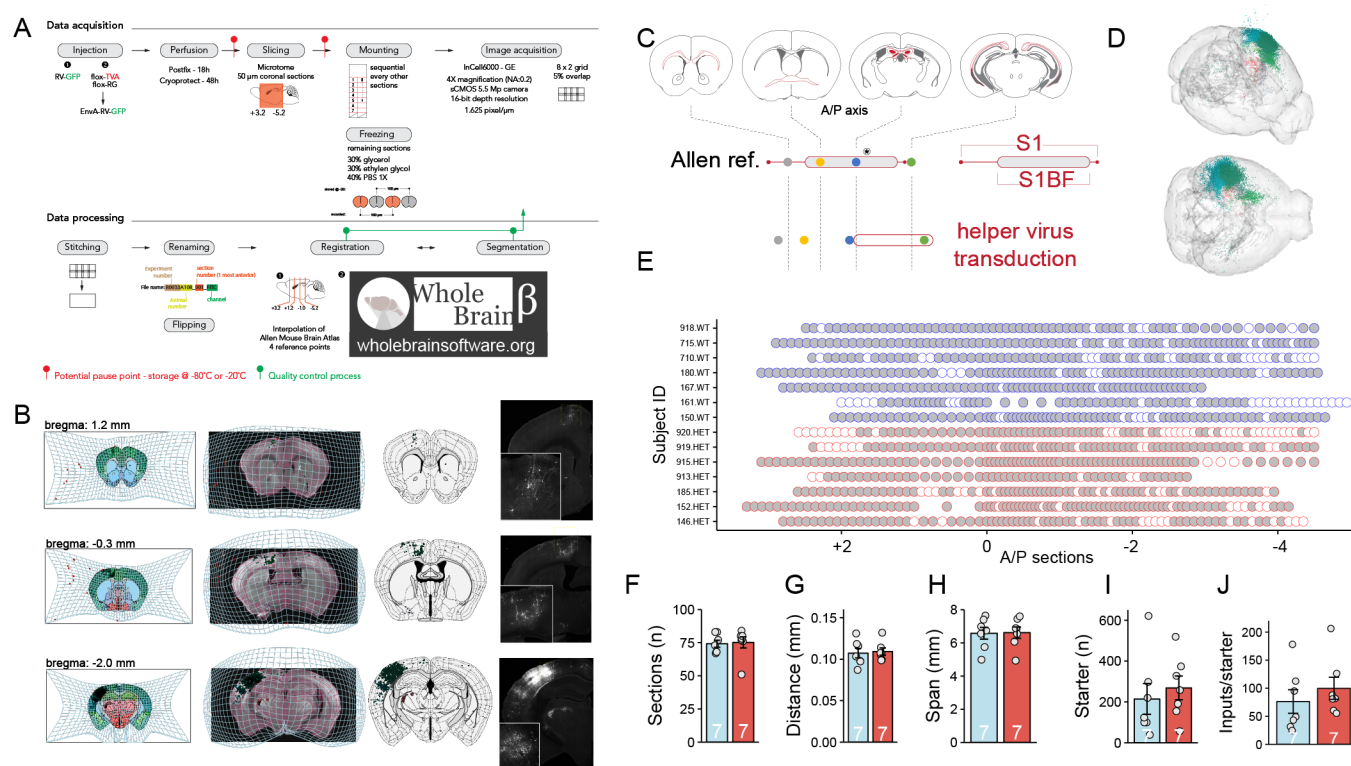 A
Data acquisition
Injection
Perfusion
Slicing
Mounting
Image acquisition
RV-GFP
flox-TVA
flox-RG
EnvA-RV-GFP
Postfix - 18h
Cryoprotect - 48h
Microtome
50 µm coronal sections
+3.2 -5.2
sequential
every other
sections
InCell6000 - GE
4X magnification (NA:0.2)
sCMOS 5.5 Mp camera
16-bit depth resolution
1.625 pixel/µm
8 x 2 grid
5% overlap
Freezing
remaining sections
30% glycerol
30% ethylen glycol
40% PBS 1X
Data processing
Stitching
Renaming
Registration
Segmentation
Experiment
number
section
number (1 most anterior)
File name:
Animal
number
channel
Flipping
+3.2 +1.2 -1.0 -5.2
Interpolation of
Allen Mouse Brain Atlas
4 reference points
Whole
Brain
β
wholebrainsoftware.org
Potential pause point - storage @ -80°C or -20°C
Quality control process
B
bregma: 1.2 mm
bregma: -0.3 mm
bregma: -2.0 mm
C
A/P axis
Allen ref.
S1
S1BF
helper virus
transduction
D
E
Subject ID
918.WT
715.WT
710.WT
180.WT
167.WT
161.WT
150.WT
920.HET
919.HET
915.HET
913.HET
185.HET
152.HET
146.HET
+2 0 -2 -4
A/P sections
F
Sections (n)
100
75
50
25
0
7 7
G
Distance (mm)
0.15
0.10
0.05
0.00
7 7
H
Span (mm)
8
6
4
2
0
7 7
I
Starter (n)
600
400
200
0
7 7
J
Inputs/starter
200
150
100
50
0
7 7